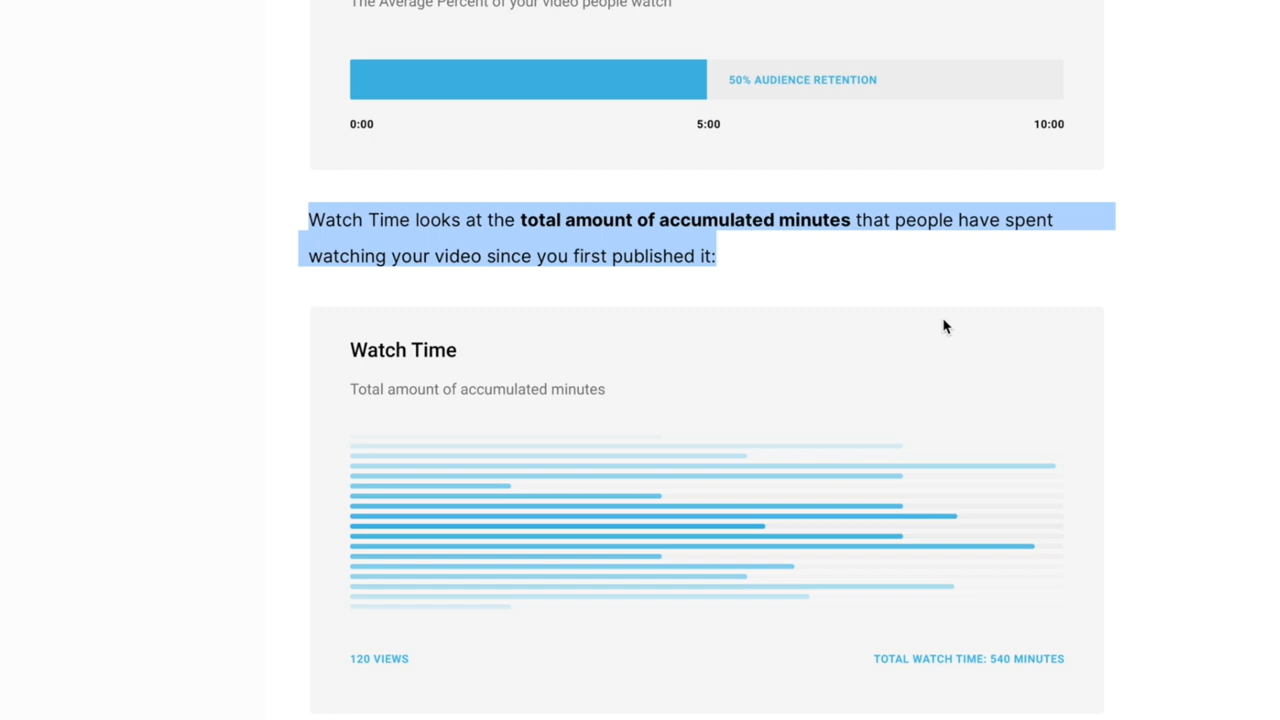 The Average Percent of your video people watch
50% AUDIENCE RETENTION
0:00 5:00 10:00
Watch Time looks at the total amount of accumulated minutes that people have spent
watching your video since you first published it:
Watch Time
Total amount of accumulated minutes
120 VIEWS TOTAL WATCH TIME: 540 MINUTES